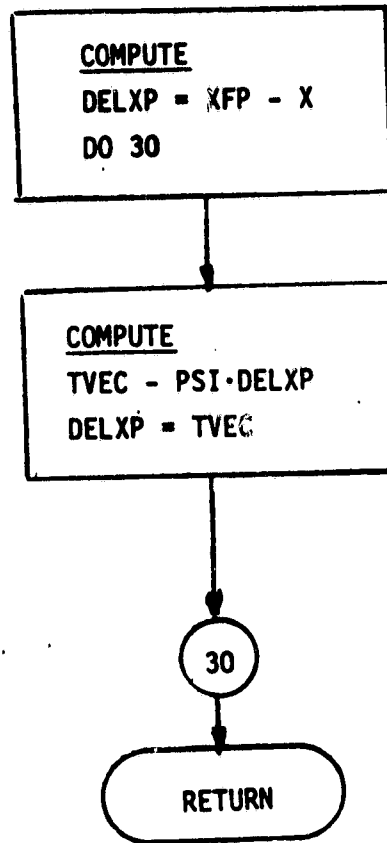 COMPUTE
DELXP = XFP - X
DO 30
COMPUTE
TVEC - PSI·DELXP
DELXP = TVEC
30
RETURN